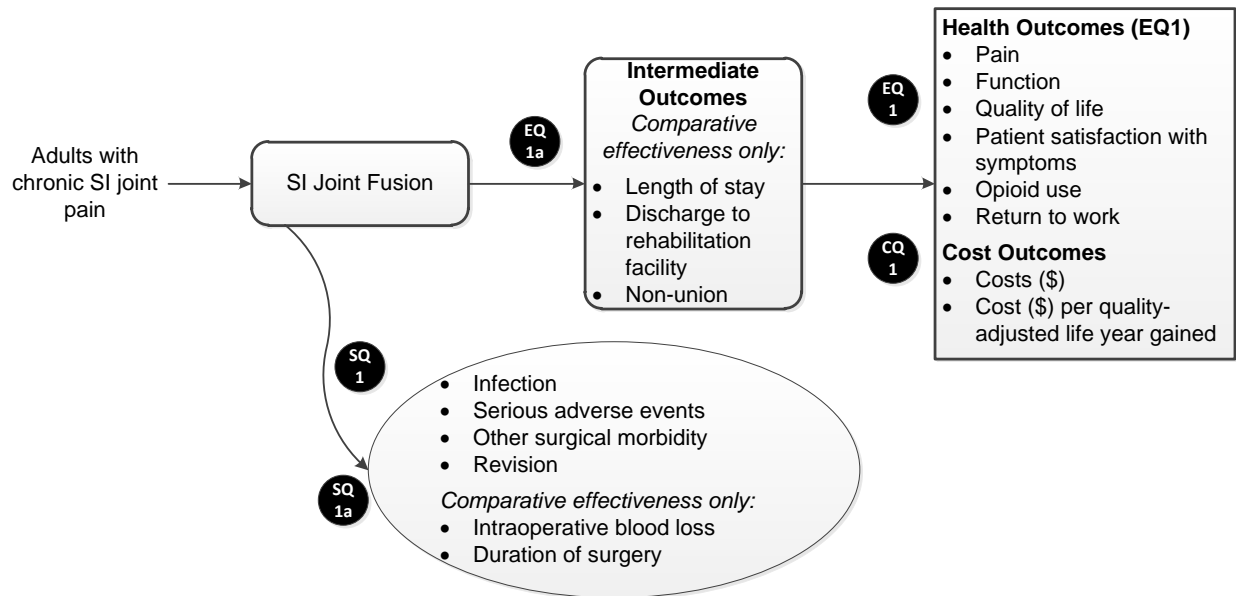 Adults with
chronic SI joint
pain
SI Joint Fusion
EQ
1a
Intermediate
Outcomes
Comparative
effectiveness only:
• Length of stay
• Discharge to
rehabilitation
facility
• Non-union
EQ
1
CQ
1
Health Outcomes (EQ1)
• Pain
• Function
• Quality of life
• Patient satisfaction with
symptoms
• Opioid use
• Return to work
Cost Outcomes
• Costs ($)
• Cost ($) per quality-
adjusted life year gained
SQ
1
SQ
1a
• Infection
• Serious adverse events
• Other surgical morbidity
• Revision
Comparative effectiveness only:
• Intraoperative blood loss
• Duration of surgery